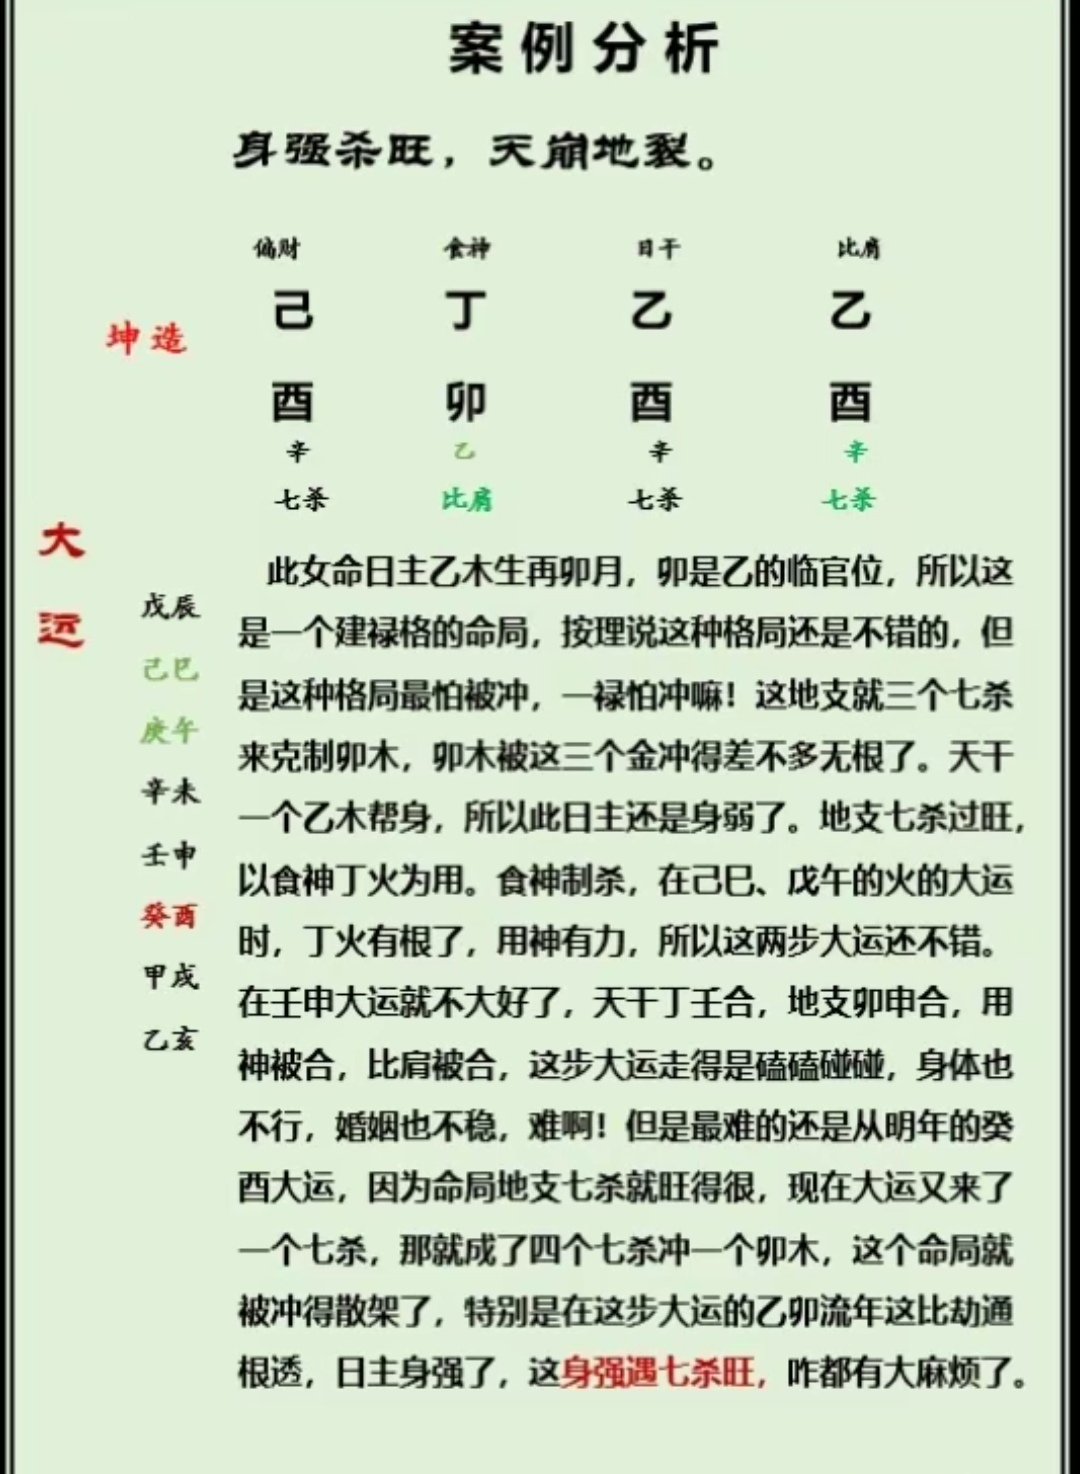 案例分析
身强杀旺，天崩地裂。
偏财 食神 日干 比肩
己 丁 乙 乙
坤造
酉 卯 酉 酉
辛 乙 辛 辛
七杀 比肩 七杀 七杀
大运
戊辰
己巳
庚午
辛未
壬申
癸酉
甲戌
乙亥
此女命日主乙木生再卯月，卯是乙的临官位，所以这
是一个建禄格的命局，按理说这种格局还是不错的，但
是这种格局最怕被冲，一禄怕冲嘛！这地支就三个七杀
来克制卯木，卯木被这三个金冲得差不多无根了。天干
一个乙木帮身，所以此日主还是身弱了。地支七杀过旺，
以食神丁火为用。食神制杀，在己巳、戊午的火的大运
时，丁火有根了，用神有力，所以这两步大运还不错。
在壬申大运就不大好了，天干丁壬合，地支卯申合，用
神被合，比肩被合，这步大运走得是磕磕碰碰，身体也
不行，婚姻也不稳，难啊！但是最难的还是从明年的癸
酉大运，因为命局地支七杀就旺得很，现在大运又来了
一个七杀，那就成了四个七杀冲一个卯木，这个命局就
被冲得散架了，特别是在这步大运的乙卯流年这比劫通
根透，日主身强了，这身强遇七杀旺，咋都有大麻烦了。